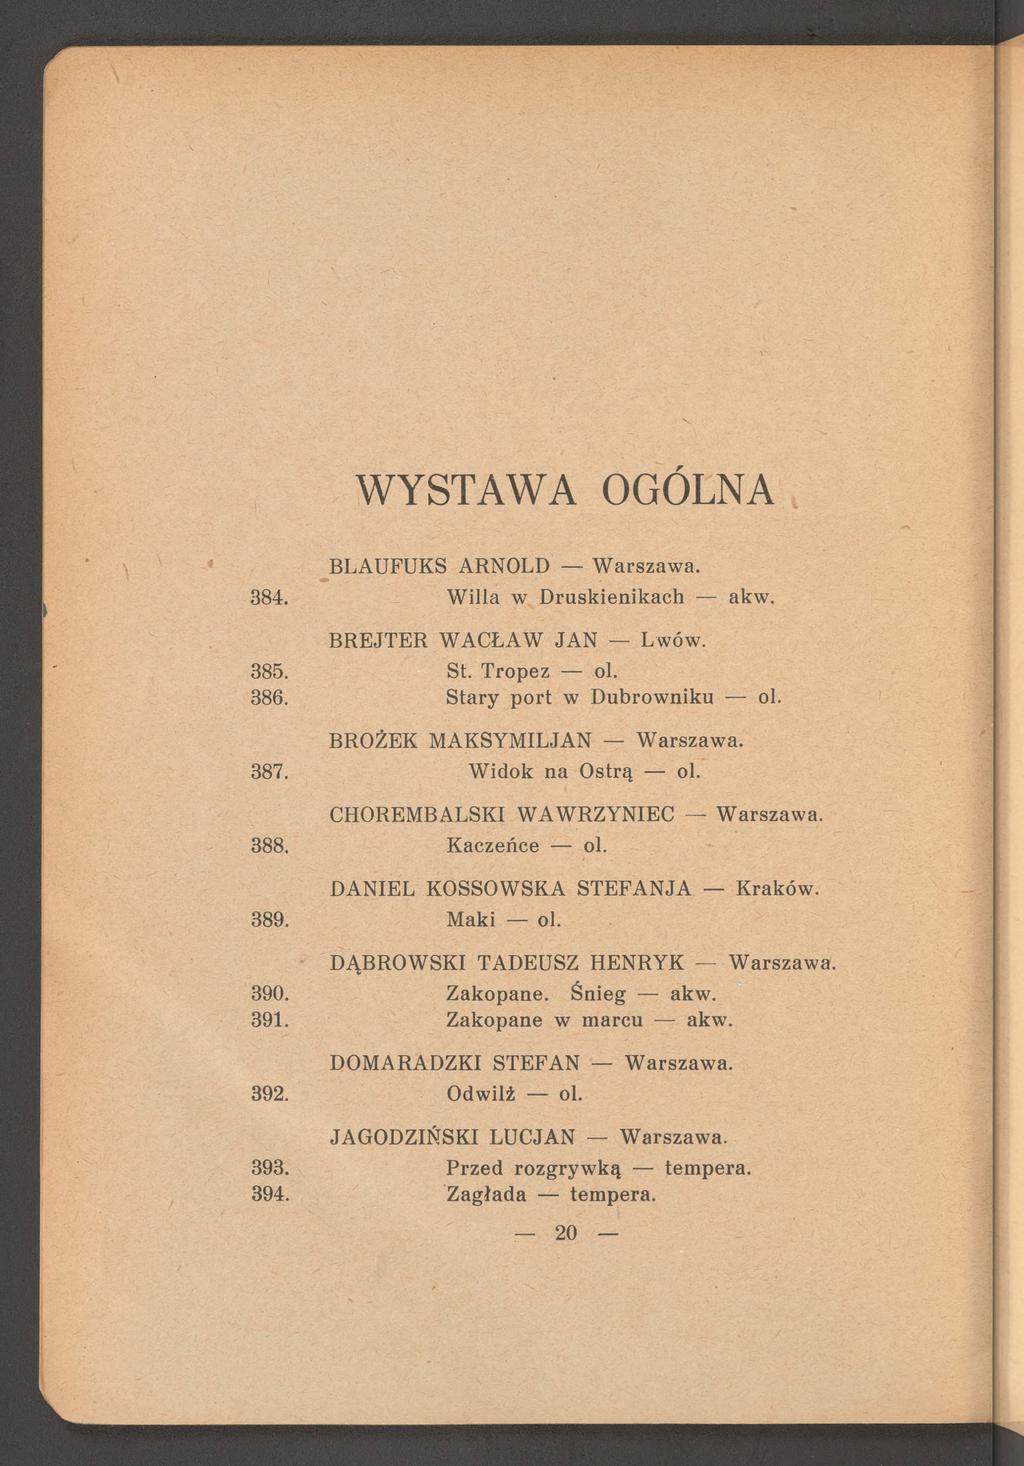 WYSTAWA OGÓLNA
BLAUFUKS ARNOLD — Warszawa.
384. Willa w Druskienikach — akw.
BREJTER WACŁAW JAN — Lwów.
385. St. Tropez — ol.
386. Stary port w Dubrowniku — ol.
BROŻEK MAKSYMILJAN — Warszawa.
387. Widok na Ostrą — ol.
CHOREMBALSKI WAWRZYNIEC — Warszawa.
388. Kaczeńce — ol.
DANIEL KOSSOWSKA STEFANJA — Kraków.
389. Maki — ol.
DĄBROWSKI TADEUSZ HENRYK — Warszawa.
390. Zakopane. Śnieg — akw.
391. Zakopane w marcu — akw.
DOMARADZKI STEFAN — Warszawa.
392. Odwilż — ol.
JAGODZIŃSKI LUCJAN — Warszawa.
393. Przed rozgrywką — tempera.
394. Zagłada — tempera.
— 20 —